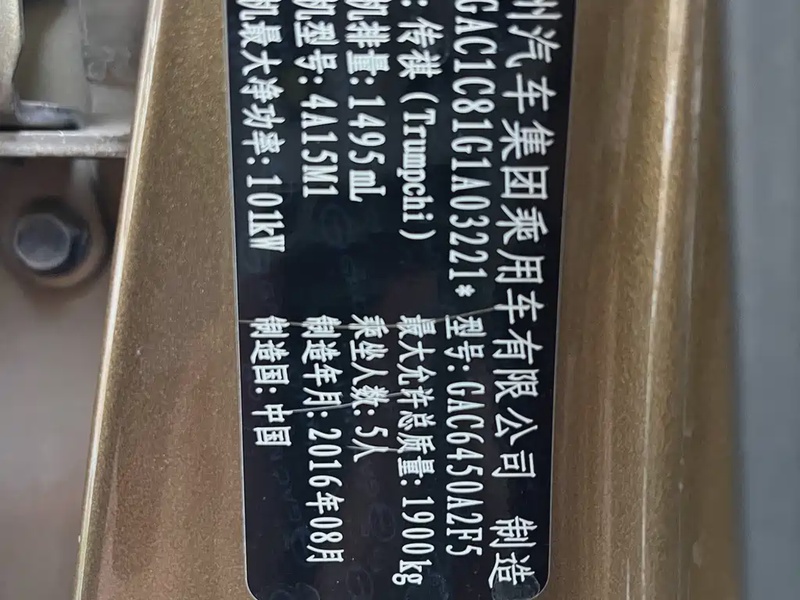 州汽车集团乘用车有限公司 制造
GAC1C81G1A03221* 型号:GAC6450A2F5
:传祺(Trumpchi) 最大允许总质量:1900kg
机排量:1495mL 乘坐人数:5人
机型号:4A15M1 制造年月:2016年08月
机最大净功率:101kW 制造国:中国